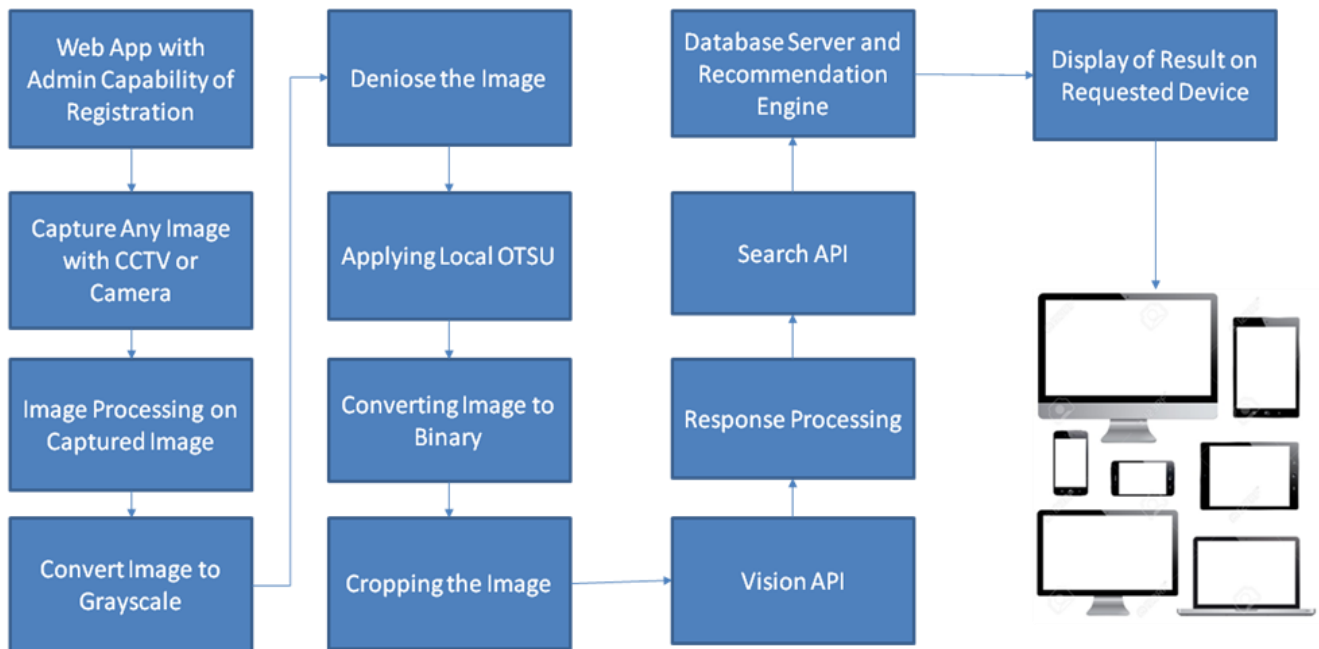 Web App with
Admin Capability of
Registration
Capture Any Image
with CCTV or
Camera
Image Processing on
Captured Image
Convert Image to
Grayscale
Deniose the Image
Applying Local OTSU
Converting Image to
Binary
Cropping the Image
Vision API
Response Processing
Search API
Database Server and
Recommendation
Engine
Display of Result on
Requested Device